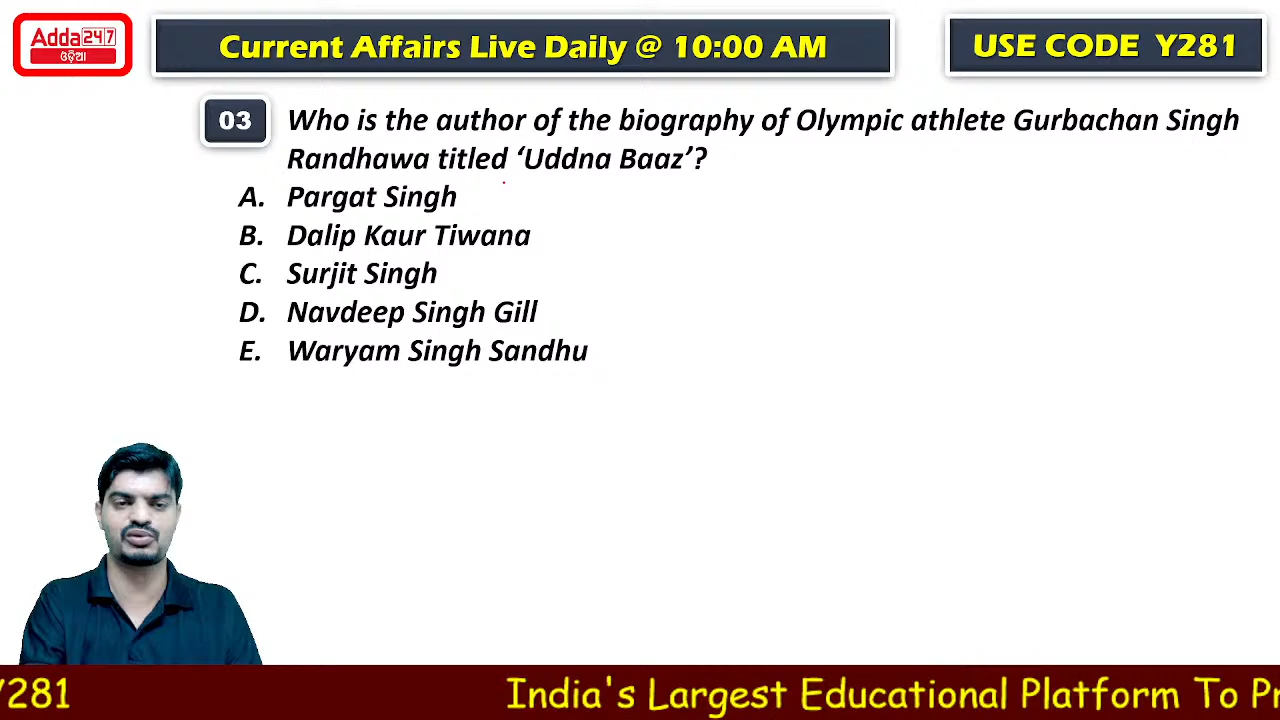 Adda247
ଓଡ଼ିଆ
Current Affairs Live Daily @ 10:00 AM
USE CODE Y281
03 Who is the author of the biography of Olympic athlete Gurbachan Singh
Randhawa titled ‘Uddna Baaz’?
A. Pargat Singh
B. Dalip Kaur Tiwana
C. Surjit Singh
D. Navdeep Singh Gill
E. Waryam Singh Sandhu
Y281 India's Largest Educational Platform To Pr